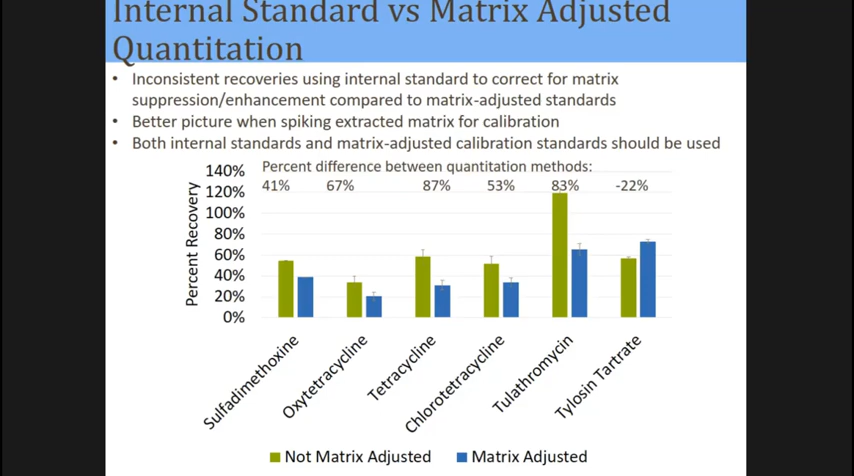 Internal Standard vs Matrix Adjusted
Quantitation
• Inconsistent recoveries using internal standard to correct for matrix
suppression/enhancement compared to matrix-adjusted standards
• Better picture when spiking extracted matrix for calibration
• Both internal standards and matrix-adjusted calibration standards should be used
Percent difference between quantitation methods:
41% 67% 87% 53% 83% -22%
Percent Recovery
140%
120%
100%
80%
60%
40%
20%
0%
Sulfadimethoxine
Oxytetracycline
Tetracycline
Chlorotetracycline
Tulathromycin
Tylosin Tartrate
Not Matrix Adjusted
Matrix Adjusted